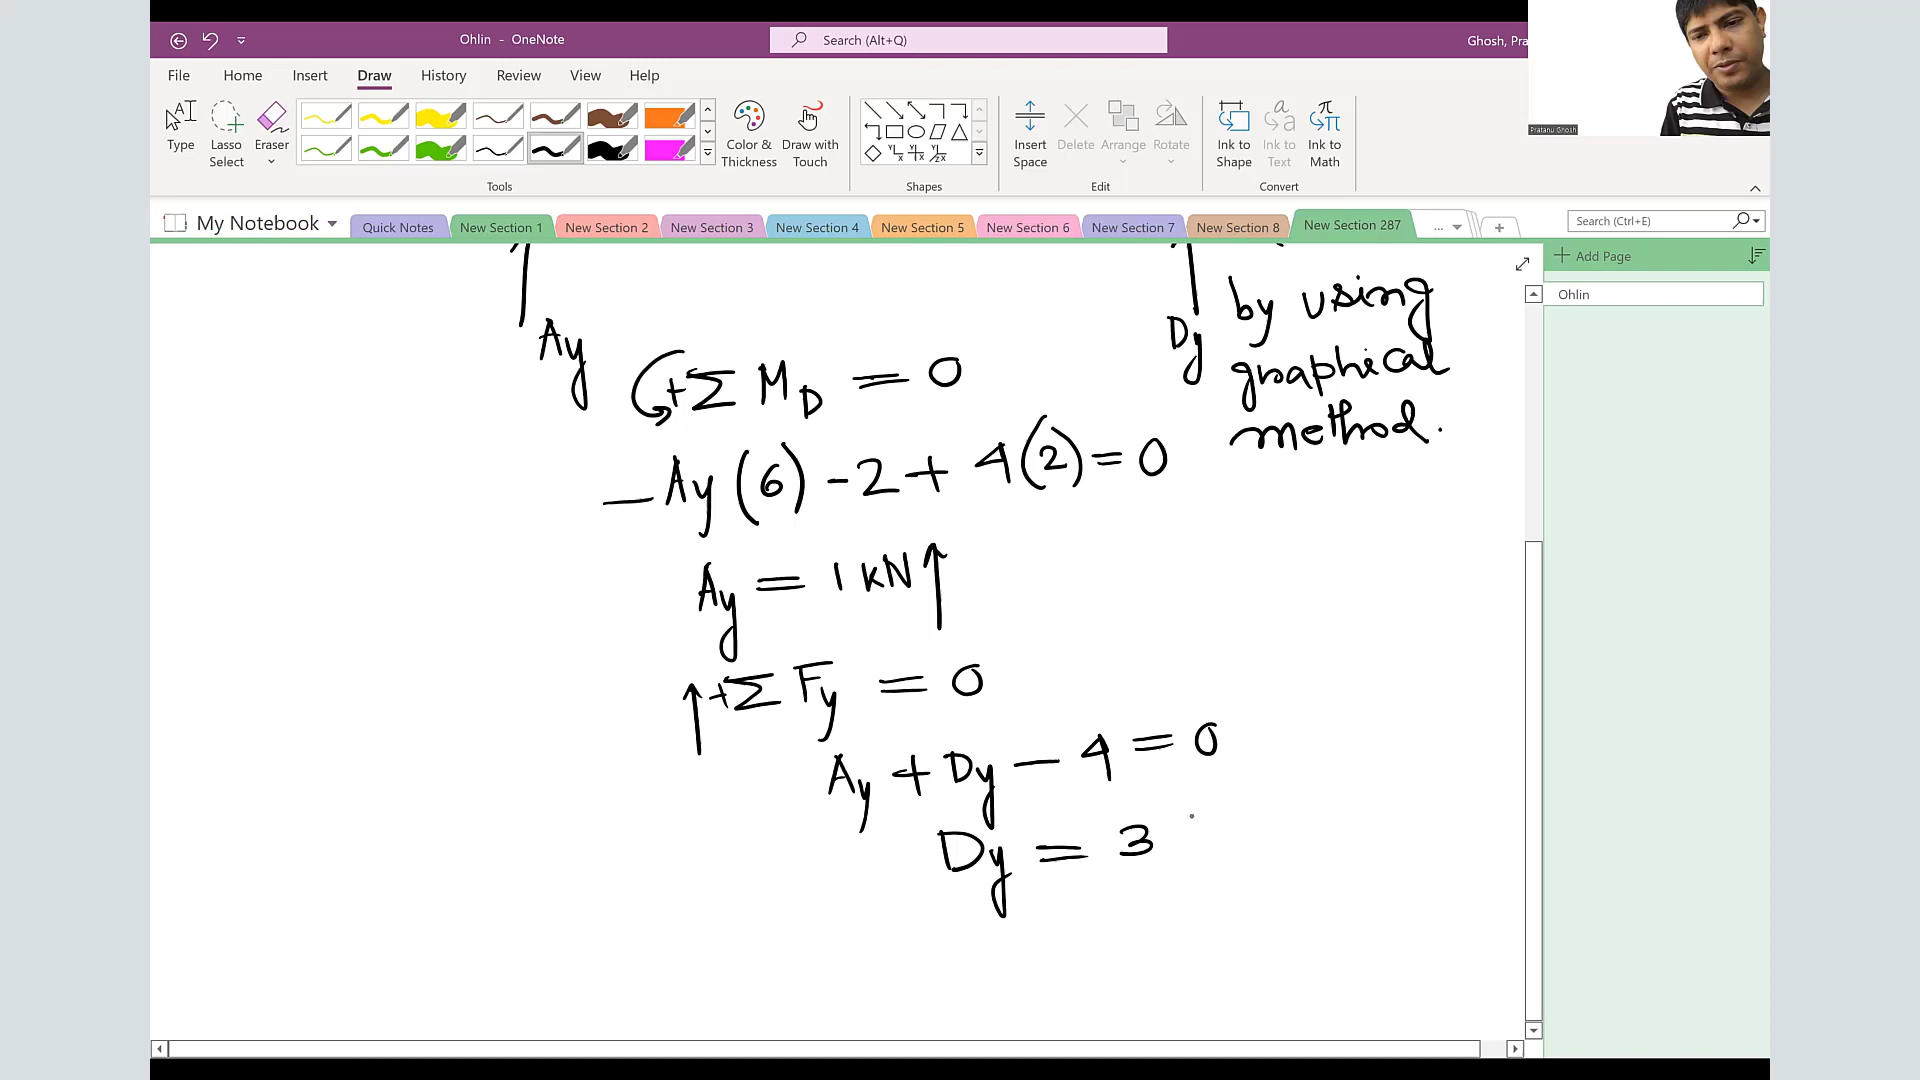 Ohlin - OneNote
Search (Alt+Q)
Ghosh, Pra
File Home Insert Draw History Review View Help
Type
Lasso Select
Eraser
Color & Thickness
Draw with Touch
Insert Space
Delete
Arrange
Rotate
Ink to Shape
Ink to Text
Ink to Math
Tools
Shapes
Edit
Convert
Pratanu Ghosh
My Notebook
Quick Notes
New Section 1
New Section 2
New Section 3
New Section 4
New Section 5
New Section 6
New Section 7
New Section 8
New Section 287
...
Search (Ctrl+E)
Add Page
Ohlin
Ay
Dy
by using
graphical
method.
+Σ M_D = 0
- Ay (6) - 2 + 4(2) = 0
Ay = 1 kN ↑
↑ +Σ Fy = 0
Ay + Dy - 4 = 0
Dy = 3